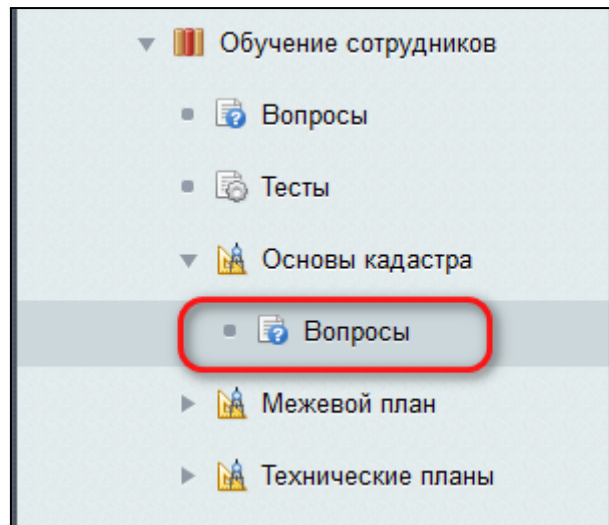 Обучение сотрудников
Вопросы
Тесты
Основы кадастра
Вопросы
Межевой план
Технические планы